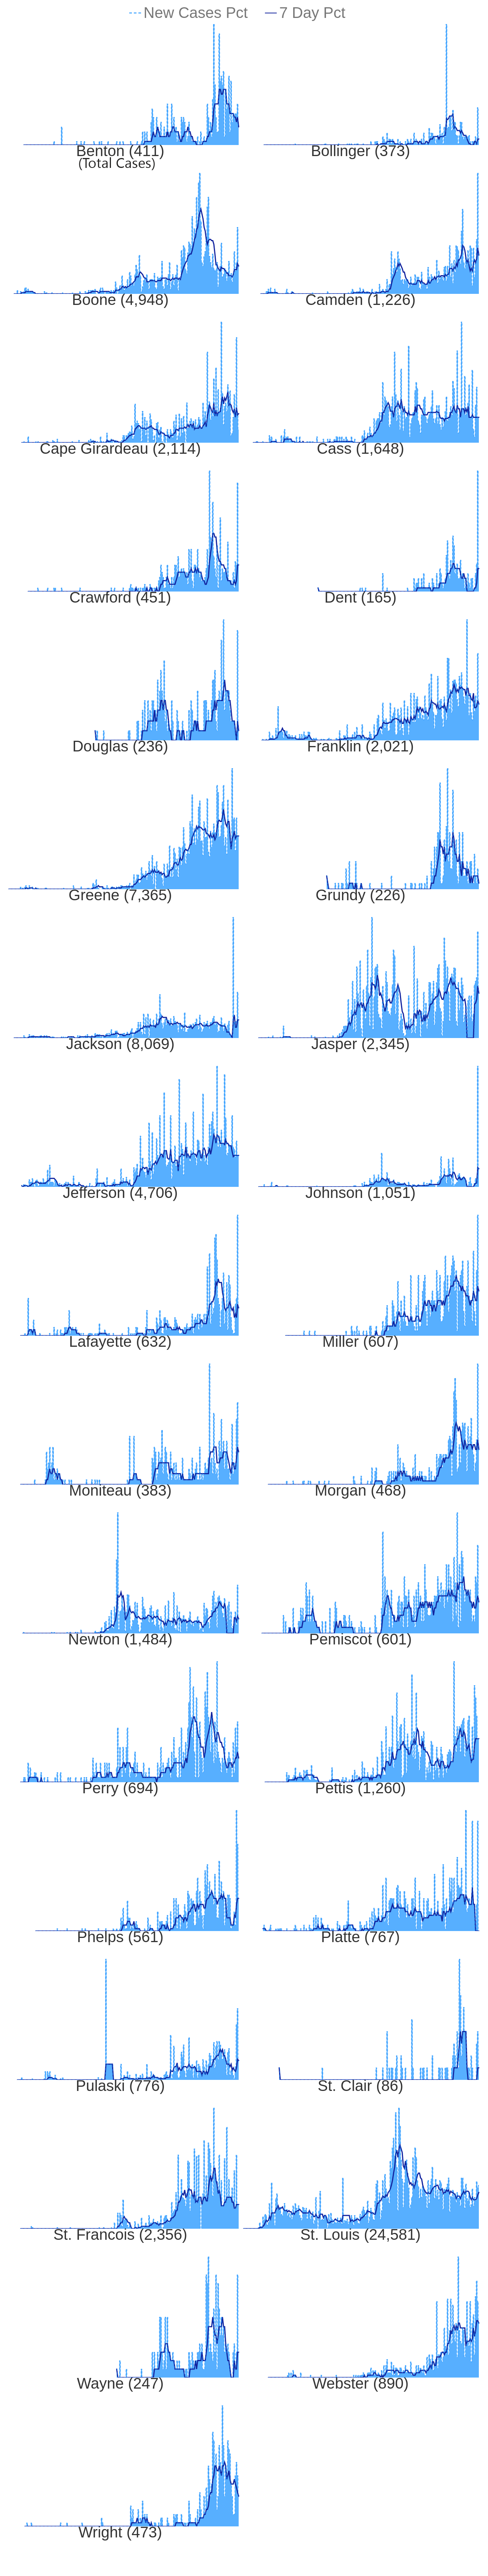 New Cases Pct 7 Day Pct
Benton (411) Bollinger (373)
(Total Cases)
Boone (4,948) Camden (1,226)
Cape Girardeau (2,114) Cass (1,648)
Crawford (451) Dent (165)
Douglas (236) Franklin (2,021)
Greene (7,365) Grundy (226)
Jackson (8,069) Jasper (2,345)
Jefferson (4,706) Johnson (1,051)
Lafayette (632) Miller (607)
Moniteau (383) Morgan (468)
Newton (1,484) Pemiscot (601)
Perry (694) Pettis (1,260)
Phelps (561) Platte (767)
Pulaski (776) St. Clair (86)
St. Francois (2,356) St. Louis (24,581)
Wayne (247) Webster (890)
Wright (473)